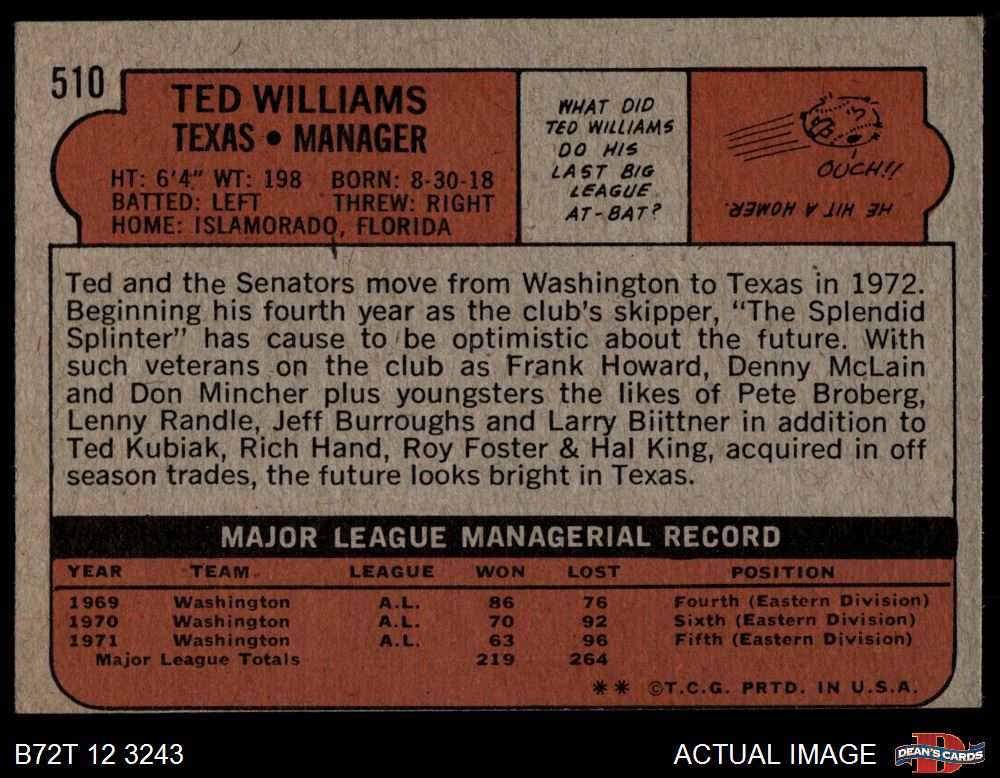 510
TED WILLIAMS
TEXAS • MANAGER
HT: 6'4" WT: 198 BORN: 8-30-18
BATTED: LEFT THREW: RIGHT
HOME: ISLAMORADO, FLORIDA
WHAT DID
TED WILLIAMS
DO HIS
LAST BIG
LEAGUE
AT-BAT?
OUCH!!
HE HIT A HOMER.
Ted and the Senators move from Washington to Texas in 1972.
Beginning his fourth year as the club's skipper, "The Splendid
Splinter" has cause to be optimistic about the future. With
such veterans on the club as Frank Howard, Denny McLain
and Don Mincher plus youngsters the likes of Pete Broberg,
Lenny Randle, Jeff Burroughs and Larry Biittner in addition to
Ted Kubiak, Rich Hand, Roy Foster & Hal King, acquired in off
season trades, the future looks bright in Texas.
MAJOR LEAGUE MANAGERIAL RECORD
YEAR TEAM LEAGUE WON LOST POSITION
1969 Washington A.L. 86 76 Fourth (Eastern Division)
1970 Washington A.L. 70 92 Sixth (Eastern Division)
1971 Washington A.L. 63 96 Fifth (Eastern Division)
Major League Totals 219 264
** ©T.C.G. PRTD. IN U.S.A.
B72T 12 3243
ACTUAL IMAGE
D
DEAN'S CARDS